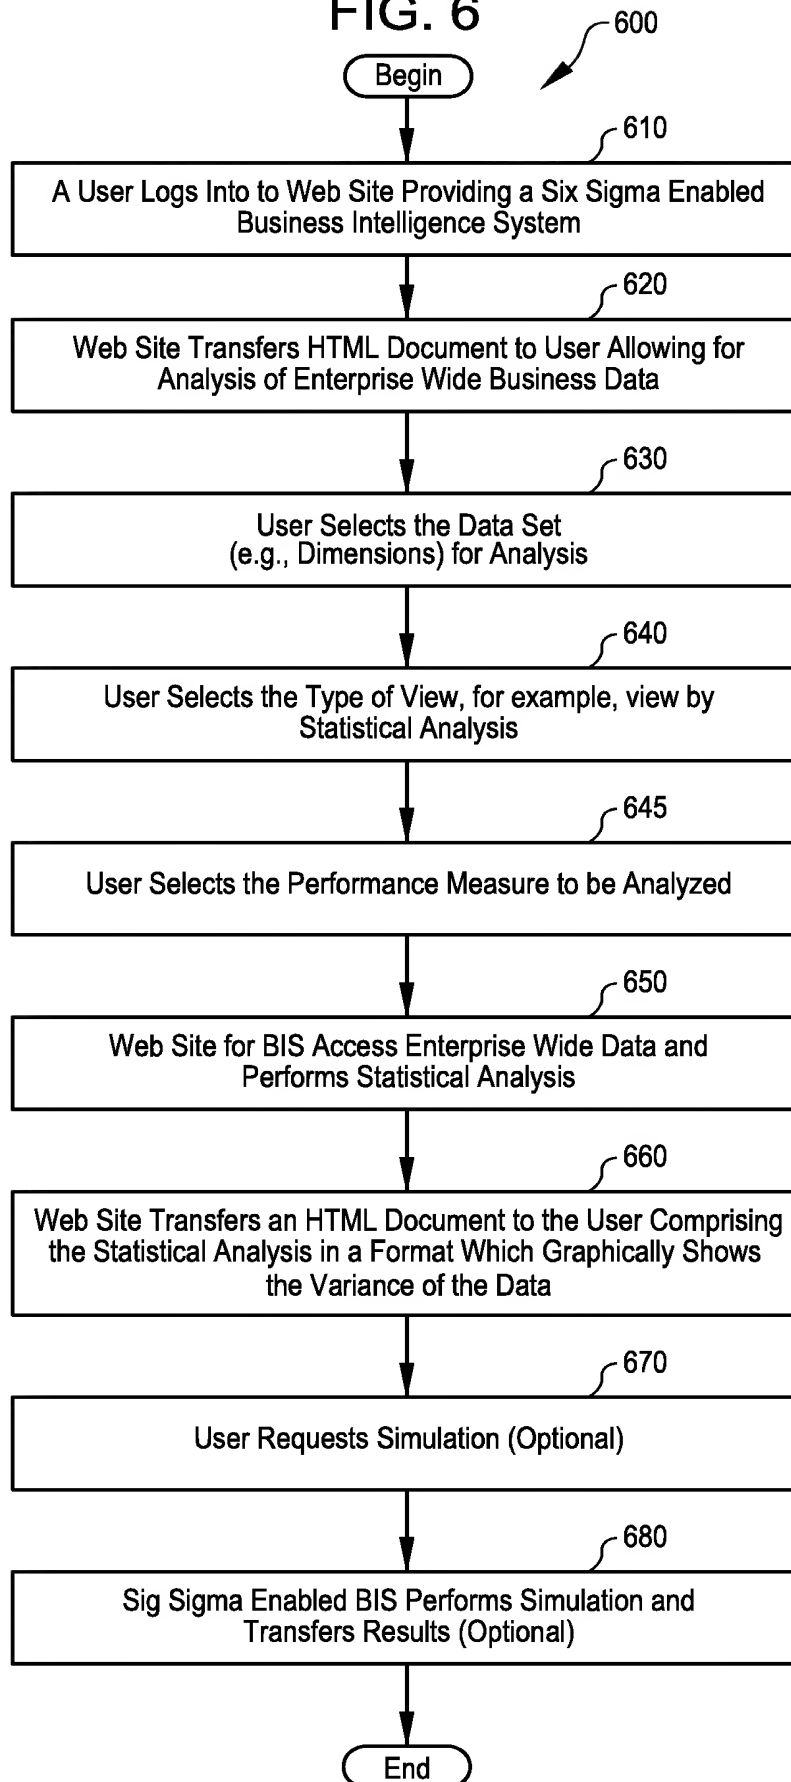 FIG. 6
600
Begin
610
A User Logs Into to Web Site Providing a Six Sigma Enabled
Business Intelligence System
620
Web Site Transfers HTML Document to User Allowing for
Analysis of Enterprise Wide Business Data
630
User Selects the Data Set
(e.g., Dimensions) for Analysis
640
User Selects the Type of View, for example, view by
Statistical Analysis
645
User Selects the Performance Measure to be Analyzed
650
Web Site for BIS Access Enterprise Wide Data and
Performs Statistical Analysis
660
Web Site Transfers an HTML Document to the User Comprising
the Statistical Analysis in a Format Which Graphically Shows
the Variance of the Data
670
User Requests Simulation (Optional)
680
Sig Sigma Enabled BIS Performs Simulation and
Transfers Results (Optional)
End